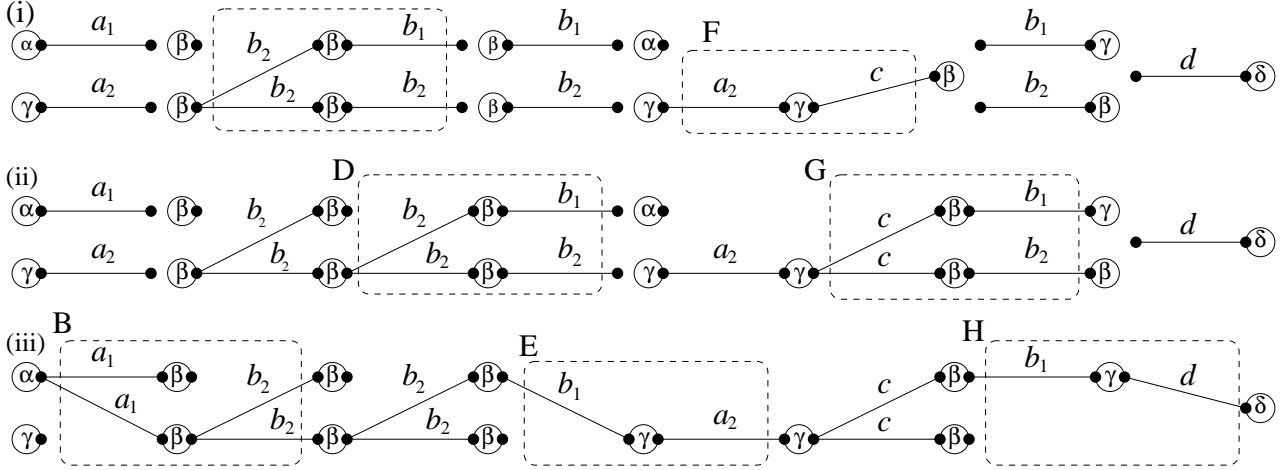 (i) a₁ b₂ b₁ b₁ F b₁
α β β β α γ
c β d δ
a₂ b₂ b₂ b₂ a₂ b₂
γ β β β γ γ β
D G
(ii) a₁ b₂ b₂ b₁ c b₁
α β β β α β γ
d δ
a₂ b₂ b₂ b₂ a₂ c b₂
γ β β β γ γ β β
B E H
(iii) a₁ b₂ b₂ b₁ c b₁ d
α β β β β γ
a₁ b₂ b₂ a₂ c δ
γ β β β γ γ β